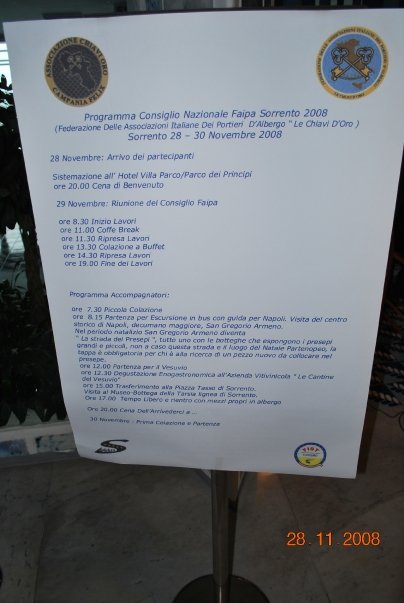 ASSOCIAZIONE CHIAVI ORO
CAMPANIA FELIX
Programma Consiglio Nazionale Faipa Sorrento 2008
(Federazione Delle Associazioni Italiane Dei Portieri D'Albergo " Le Chiavi D'Oro )
Sorrento 28 – 30 Novembre 2008
28 Novembre: Arrivo dei partecipanti
Sistemazione all' Hotel Villa Parco/Parco dei Principi
ore 20.00 Cena di Benvenuto
29 Novembre: Riunione del Consiglio Faipa
ore 8.30 Inizio Lavori
ore 11.00 Coffe Break
ore 11.30 Ripresa Lavori
ore 13.30 Colazione a Buffet
ore 14.30 Ripresa Lavori
ore 19.00 Fine dei Lavori
Programma Accompagnatori:
ore 7.30 Piccola Colazione
ore 8.15 Partenza per Escursione in bus con guida per Napoli. Visita del centro
storico di Napoli, decumano maggiore, San Gregorio Armeno.
Nel periodo natalizio San Gregorio Armeno diventa
" La strada del Presepi ", tutto uno con le botteghe che espongono i presepi
grandi e piccoli, non a caso questa strada e il luogo del Natale Partenopèo, la
tappa è obbligatoria per chi è alla ricerca di un pezzo nuovo da collocare nel
presepe.
ore 12.00 Partenza per il Vesuvio
ore 12.30 Degustazione Enogastronomica all'Azienda Vitivinicola " Le Cantine
del Vesuvio"
ore 15.00 Trasferimento alla Piazza Tasso di Sorrento.
Visita al Museo-Bottega della Tarsia lignea di Sorrento.
Ore 17.00 Tempo Libero e rientro con mezzi propri in albergo
Ore 20.00 Cena Dell'Arrivederci a ...
30 Novembre - Prima Colazione e Partenza
28 11 2008